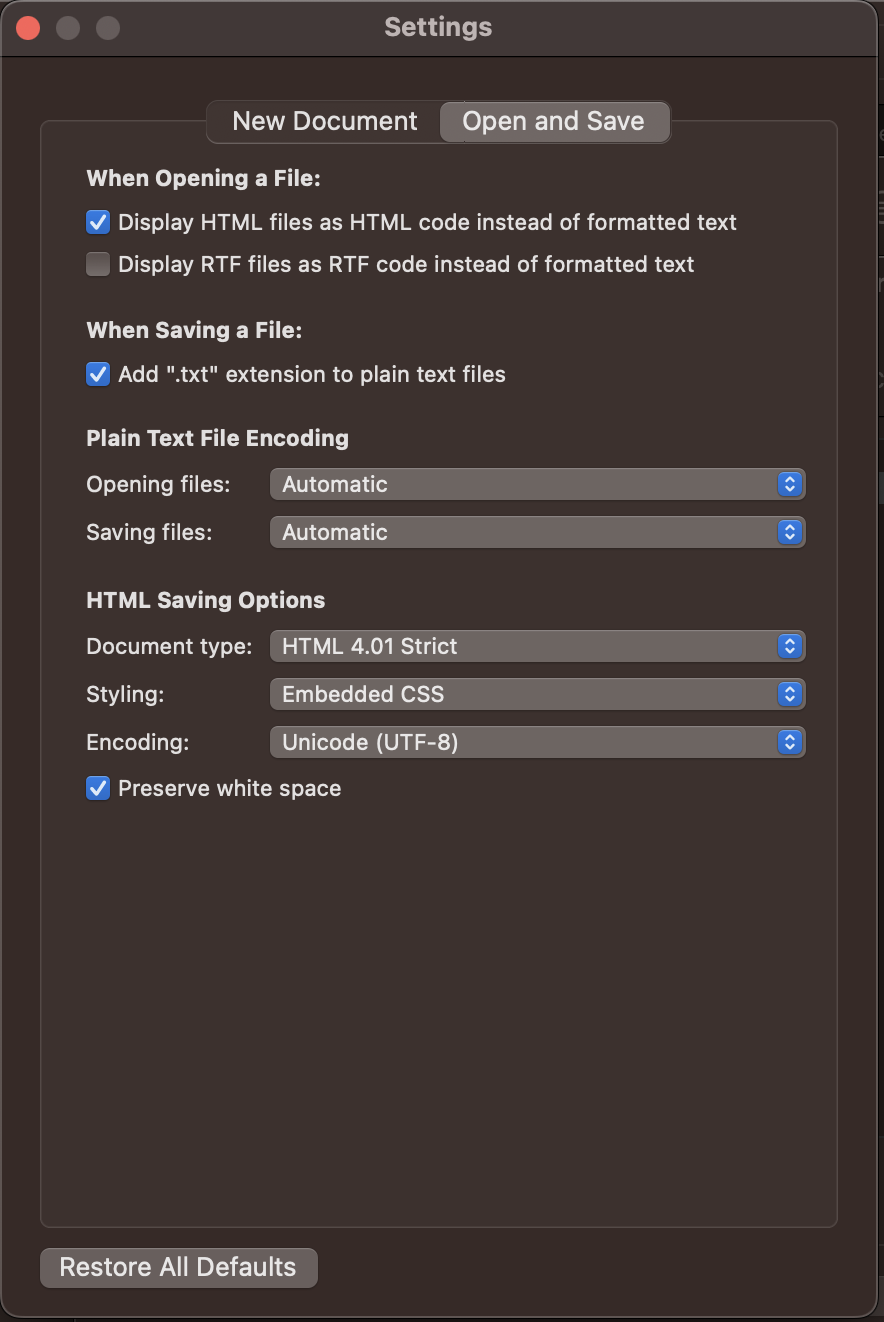 Settings
New Document Open and Save
When Opening a File:
Display HTML files as HTML code instead of formatted text
Display RTF files as RTF code instead of formatted text
When Saving a File:
Add ".txt" extension to plain text files
Plain Text File Encoding
Opening files: Automatic
Saving files: Automatic
HTML Saving Options
Document type: HTML 4.01 Strict
Styling: Embedded CSS
Encoding: Unicode (UTF-8)
Preserve white space
Restore All Defaults